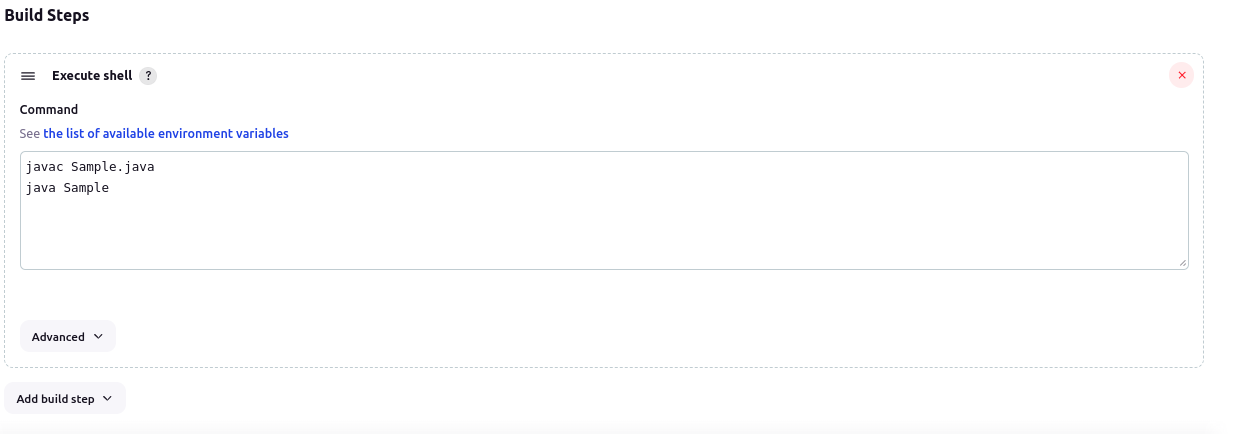 Build Steps
Execute shell ?
Command
See the list of available environment variables
javac Sample.java
java Sample
Advanced
Add build step